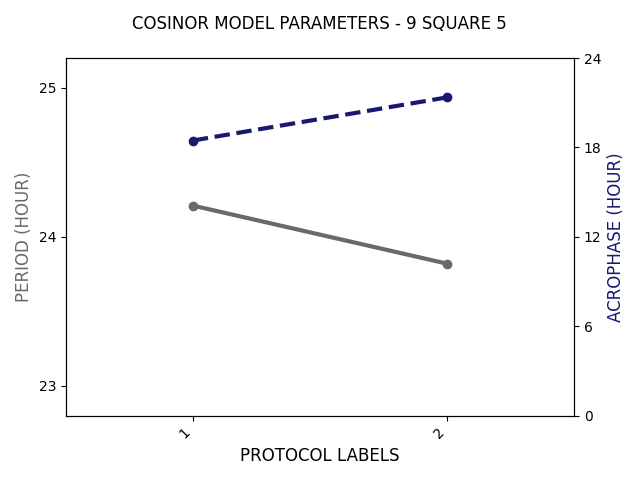 COSINOR MODEL PARAMETERS - 9 SQUARE 5
25
24
23
PERIOD (HOUR)
24
18
12
6
0
ACROPHASE (HOUR)
1
2
PROTOCOL LABELS